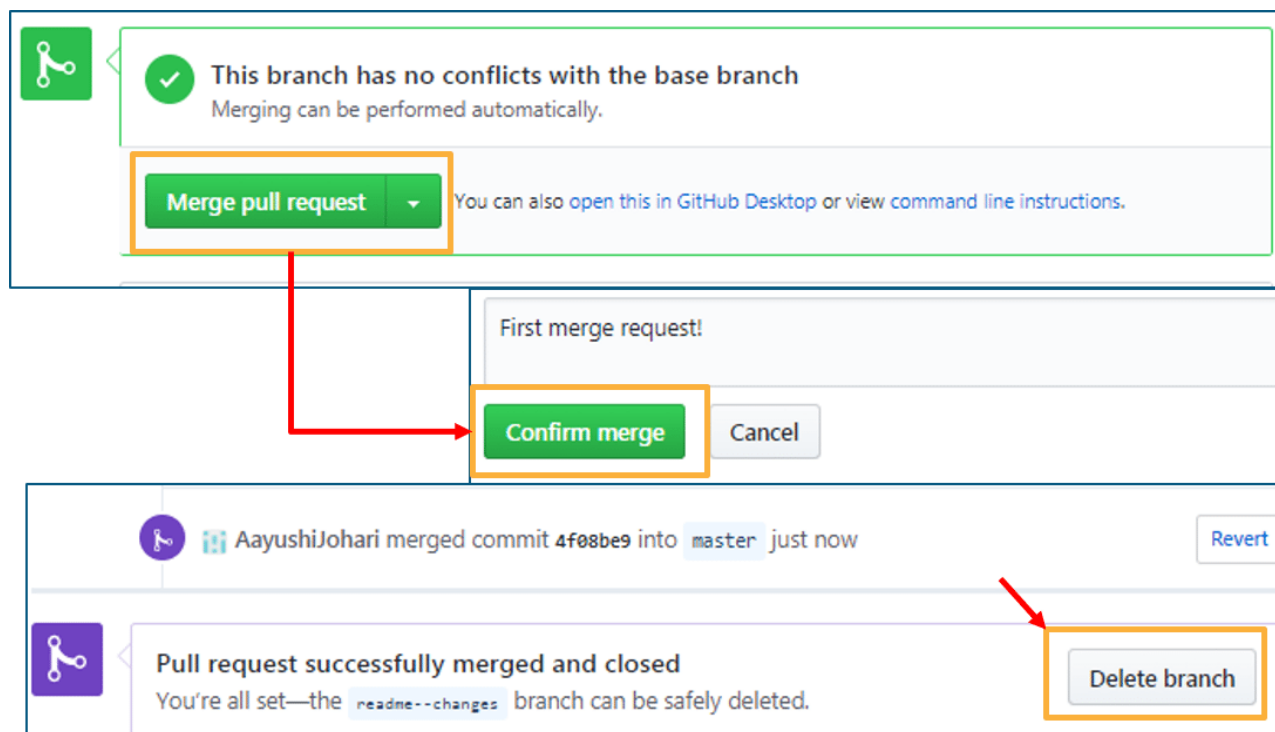 This branch has no conflicts with the base branch
Merging can be performed automatically.
Merge pull request You can also open this in GitHub Desktop or view command line instructions.
First merge request!
Confirm merge Cancel
AayushiJohari merged commit 4f08be9 into master just now Revert
Pull request successfully merged and closed
You're all set—the readme--changes branch can be safely deleted.
Delete branch